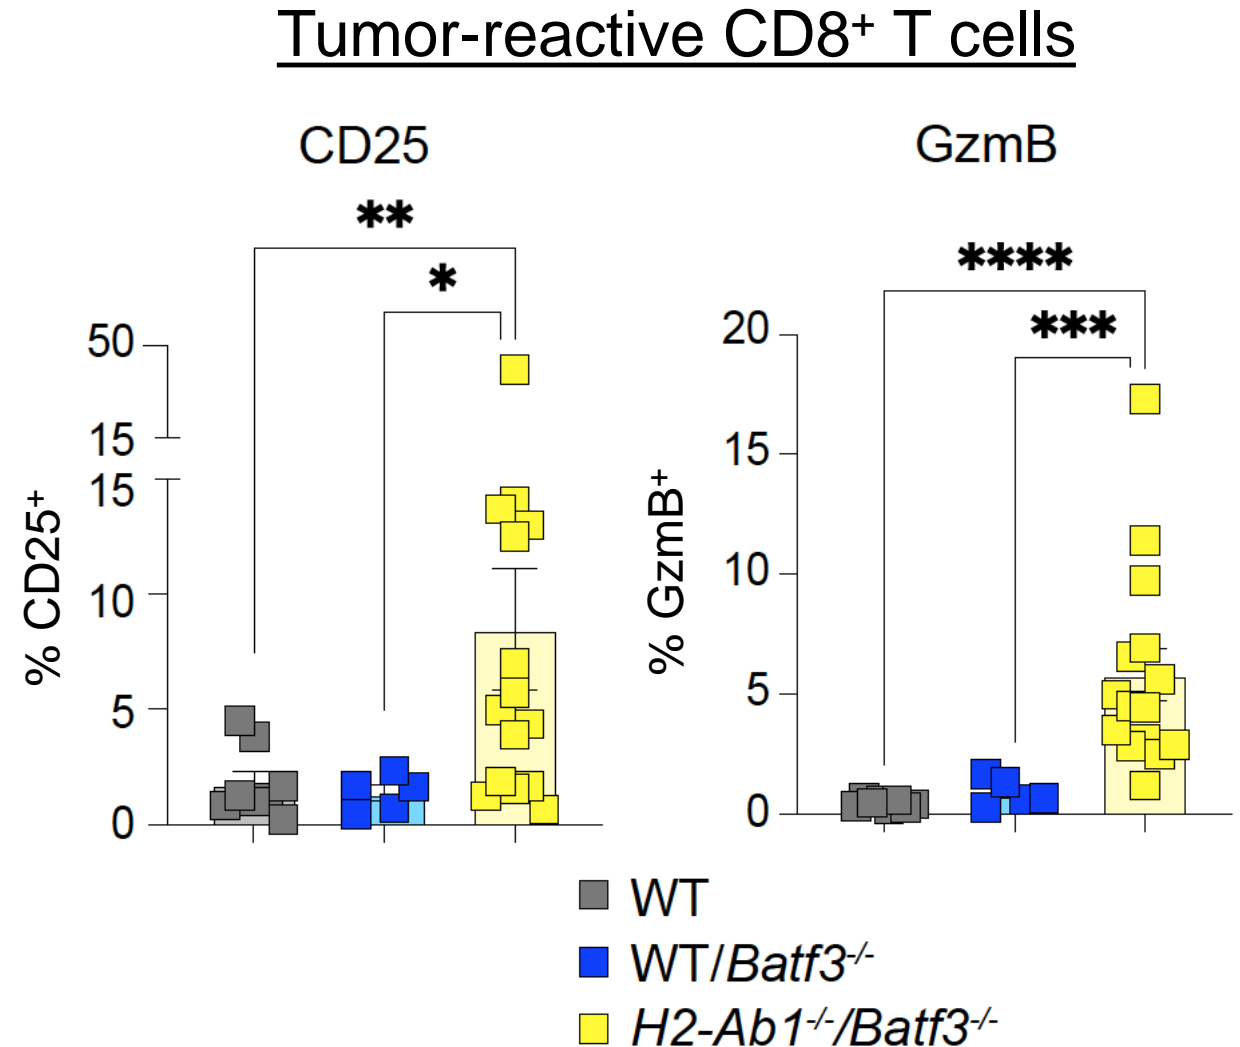 Tumor-reactive CD8⁺ T cells
CD25
GzmB
**
*
****
***
50
15
15
10
5
0
% CD25⁺
20
15
10
5
0
% GzmB⁺
WT
WT/Batf3⁻/⁻
H2-Ab1⁻/⁻/Batf3⁻/⁻